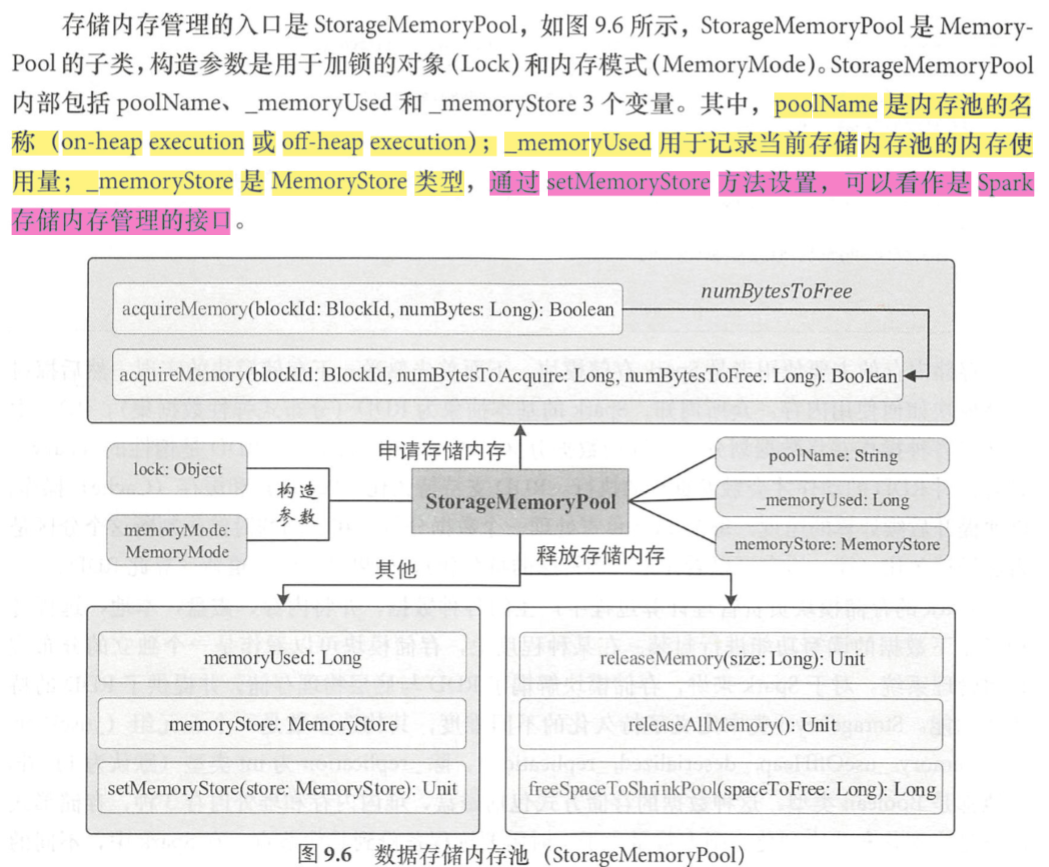 存储内存管理的入口是 StorageMemoryPool，如图 9.6 所示，StorageMemoryPool 是 Memory-
Pool 的子类，构造参数是用于加锁的对象（Lock）和内存模式（MemoryMode）。StorageMemoryPool
内部包括 poolName、_memoryUsed 和 _memoryStore 3 个变量。其中，poolName 是内存池的名
称（on-heap execution 或 off-heap execution）；_memoryUsed 用于记录当前存储内存池的内存使
用量；_memoryStore 是 MemoryStore 类型，通过 setMemoryStore 方法设置，可以看作是 Spark
存储内存管理的接口。
numBytesToFree
acquireMemory(blockId: BlockId, numBytes: Long): Boolean
acquireMemory(blockId: BlockId, numBytesToAcquire: Long, numBytesToFree: Long): Boolean
申请存储内存
lock: Object
构造
参数
memoryMode:
MemoryMode
StorageMemoryPool
poolName: String
_memoryUsed: Long
_memoryStore: MemoryStore
其他
释放存储内存
memoryUsed: Long
memoryStore: MemoryStore
setMemoryStore(store: MemoryStore): Unit
releaseMemory(size: Long): Unit
releaseAllMemory(): Unit
freeSpaceToShrinkPool(spaceToFree: Long): Long
图 9.6 数据存储内存池（StorageMemoryPool）